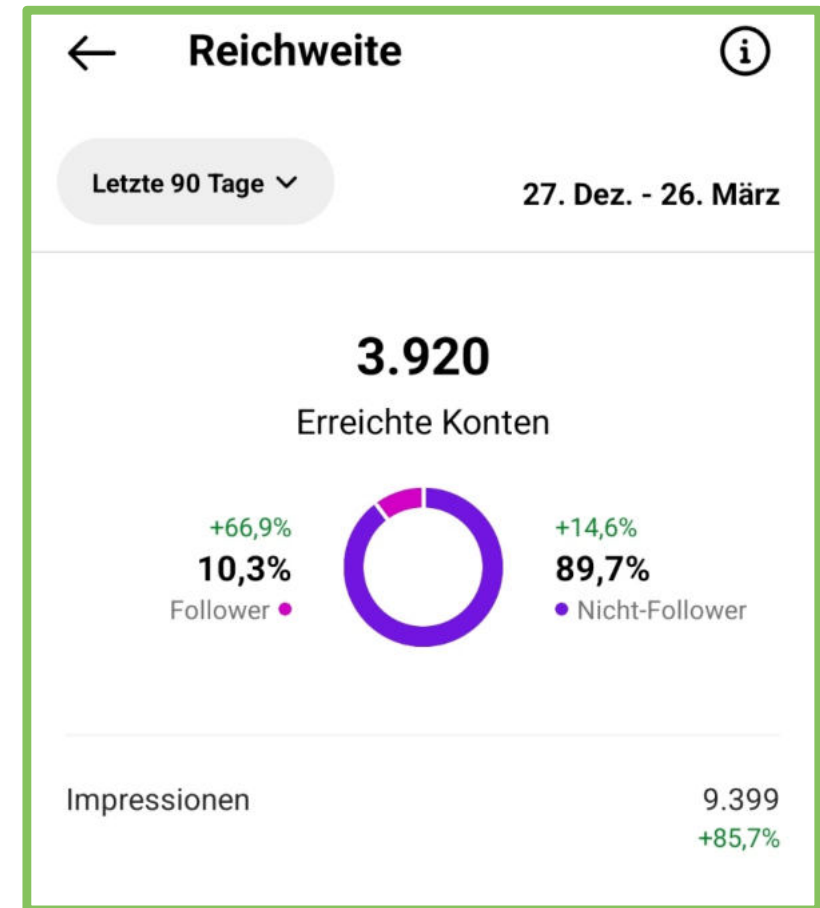 Reichweite
Letzte 90 Tage
27. Dez. - 26. März
3.920
Erreichte Konten
+66,9%
10,3%
Follower
+14,6%
89,7%
Nicht-Follower
Impressionen
9.399
+85,7%